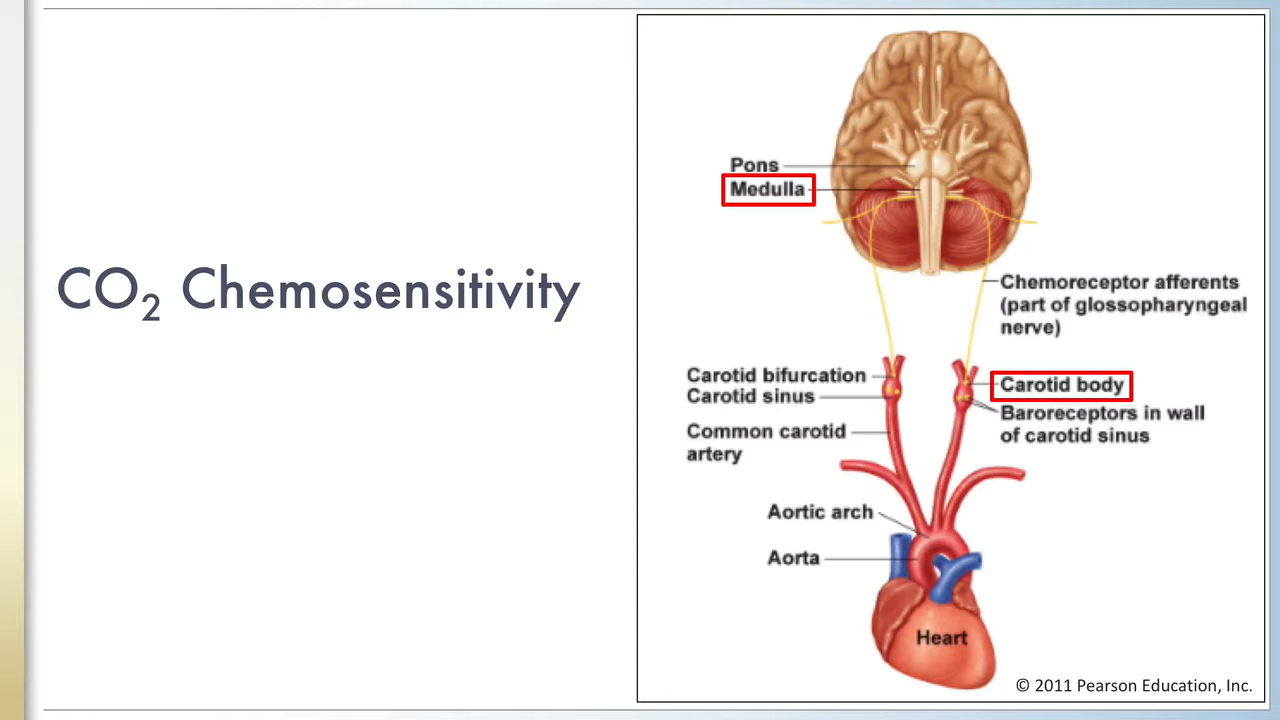 CO₂ Chemosensitivity
Pons
Medulla
Chemoreceptor afferents
(part of glossopharyngeal
nerve)
Carotid bifurcation
Carotid sinus
Common carotid
artery
Carotid body
Baroreceptors in wall
of carotid sinus
Aortic arch
Aorta
Heart
© 2011 Pearson Education, Inc.